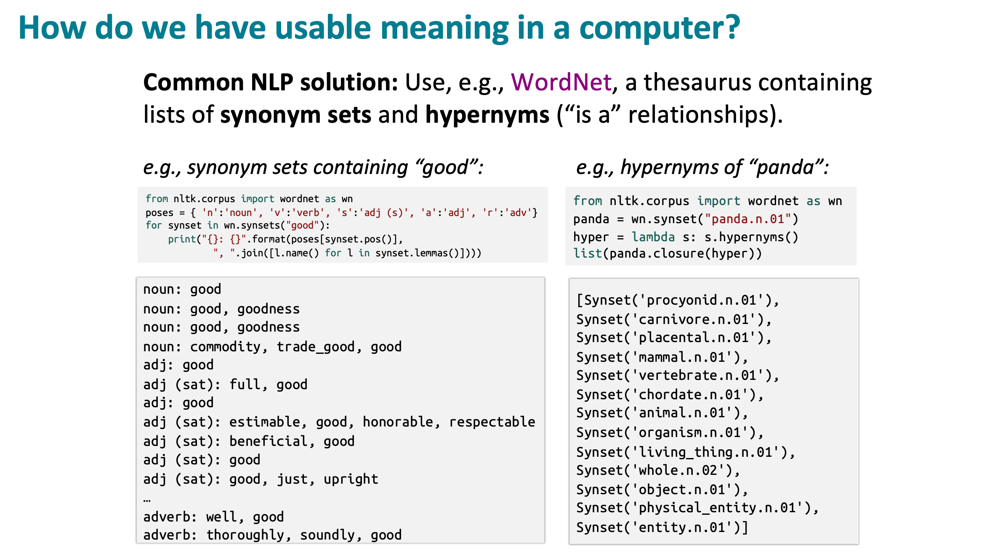 How do we have usable meaning in a computer?
Common NLP solution: Use, e.g., WordNet, a thesaurus containing
lists of synonym sets and hypernyms (“is a” relationships).
e.g., synonym sets containing “good”:
from nltk.corpus import wordnet as wn
poses = { 'n':'noun', 'v':'verb', 's':'adj (s)', 'a':'adj', 'r':'adv'}
for synset in wn.synsets("good"):
    print("{}: {}".format(poses[synset.pos()],
            ", ".join([l.name() for l in synset.lemmas()])))
noun: good
noun: good, goodness
noun: good, goodness
noun: commodity, trade_good, good
adj: good
adj (sat): full, good
adj: good
adj (sat): estimable, good, honorable, respectable
adj (sat): beneficial, good
adj (sat): good
adj (sat): good, just, upright
…
adverb: well, good
adverb: thoroughly, soundly, good
e.g., hypernyms of “panda”:
from nltk.corpus import wordnet as wn
panda = wn.synset("panda.n.01")
hyper = lambda s: s.hypernyms()
list(panda.closure(hyper))
[Synset('procyonid.n.01'),
Synset('carnivore.n.01'),
Synset('placental.n.01'),
Synset('mammal.n.01'),
Synset('vertebrate.n.01'),
Synset('chordate.n.01'),
Synset('animal.n.01'),
Synset('organism.n.01'),
Synset('living_thing.n.01'),
Synset('whole.n.02'),
Synset('object.n.01'),
Synset('physical_entity.n.01'),
Synset('entity.n.01')]